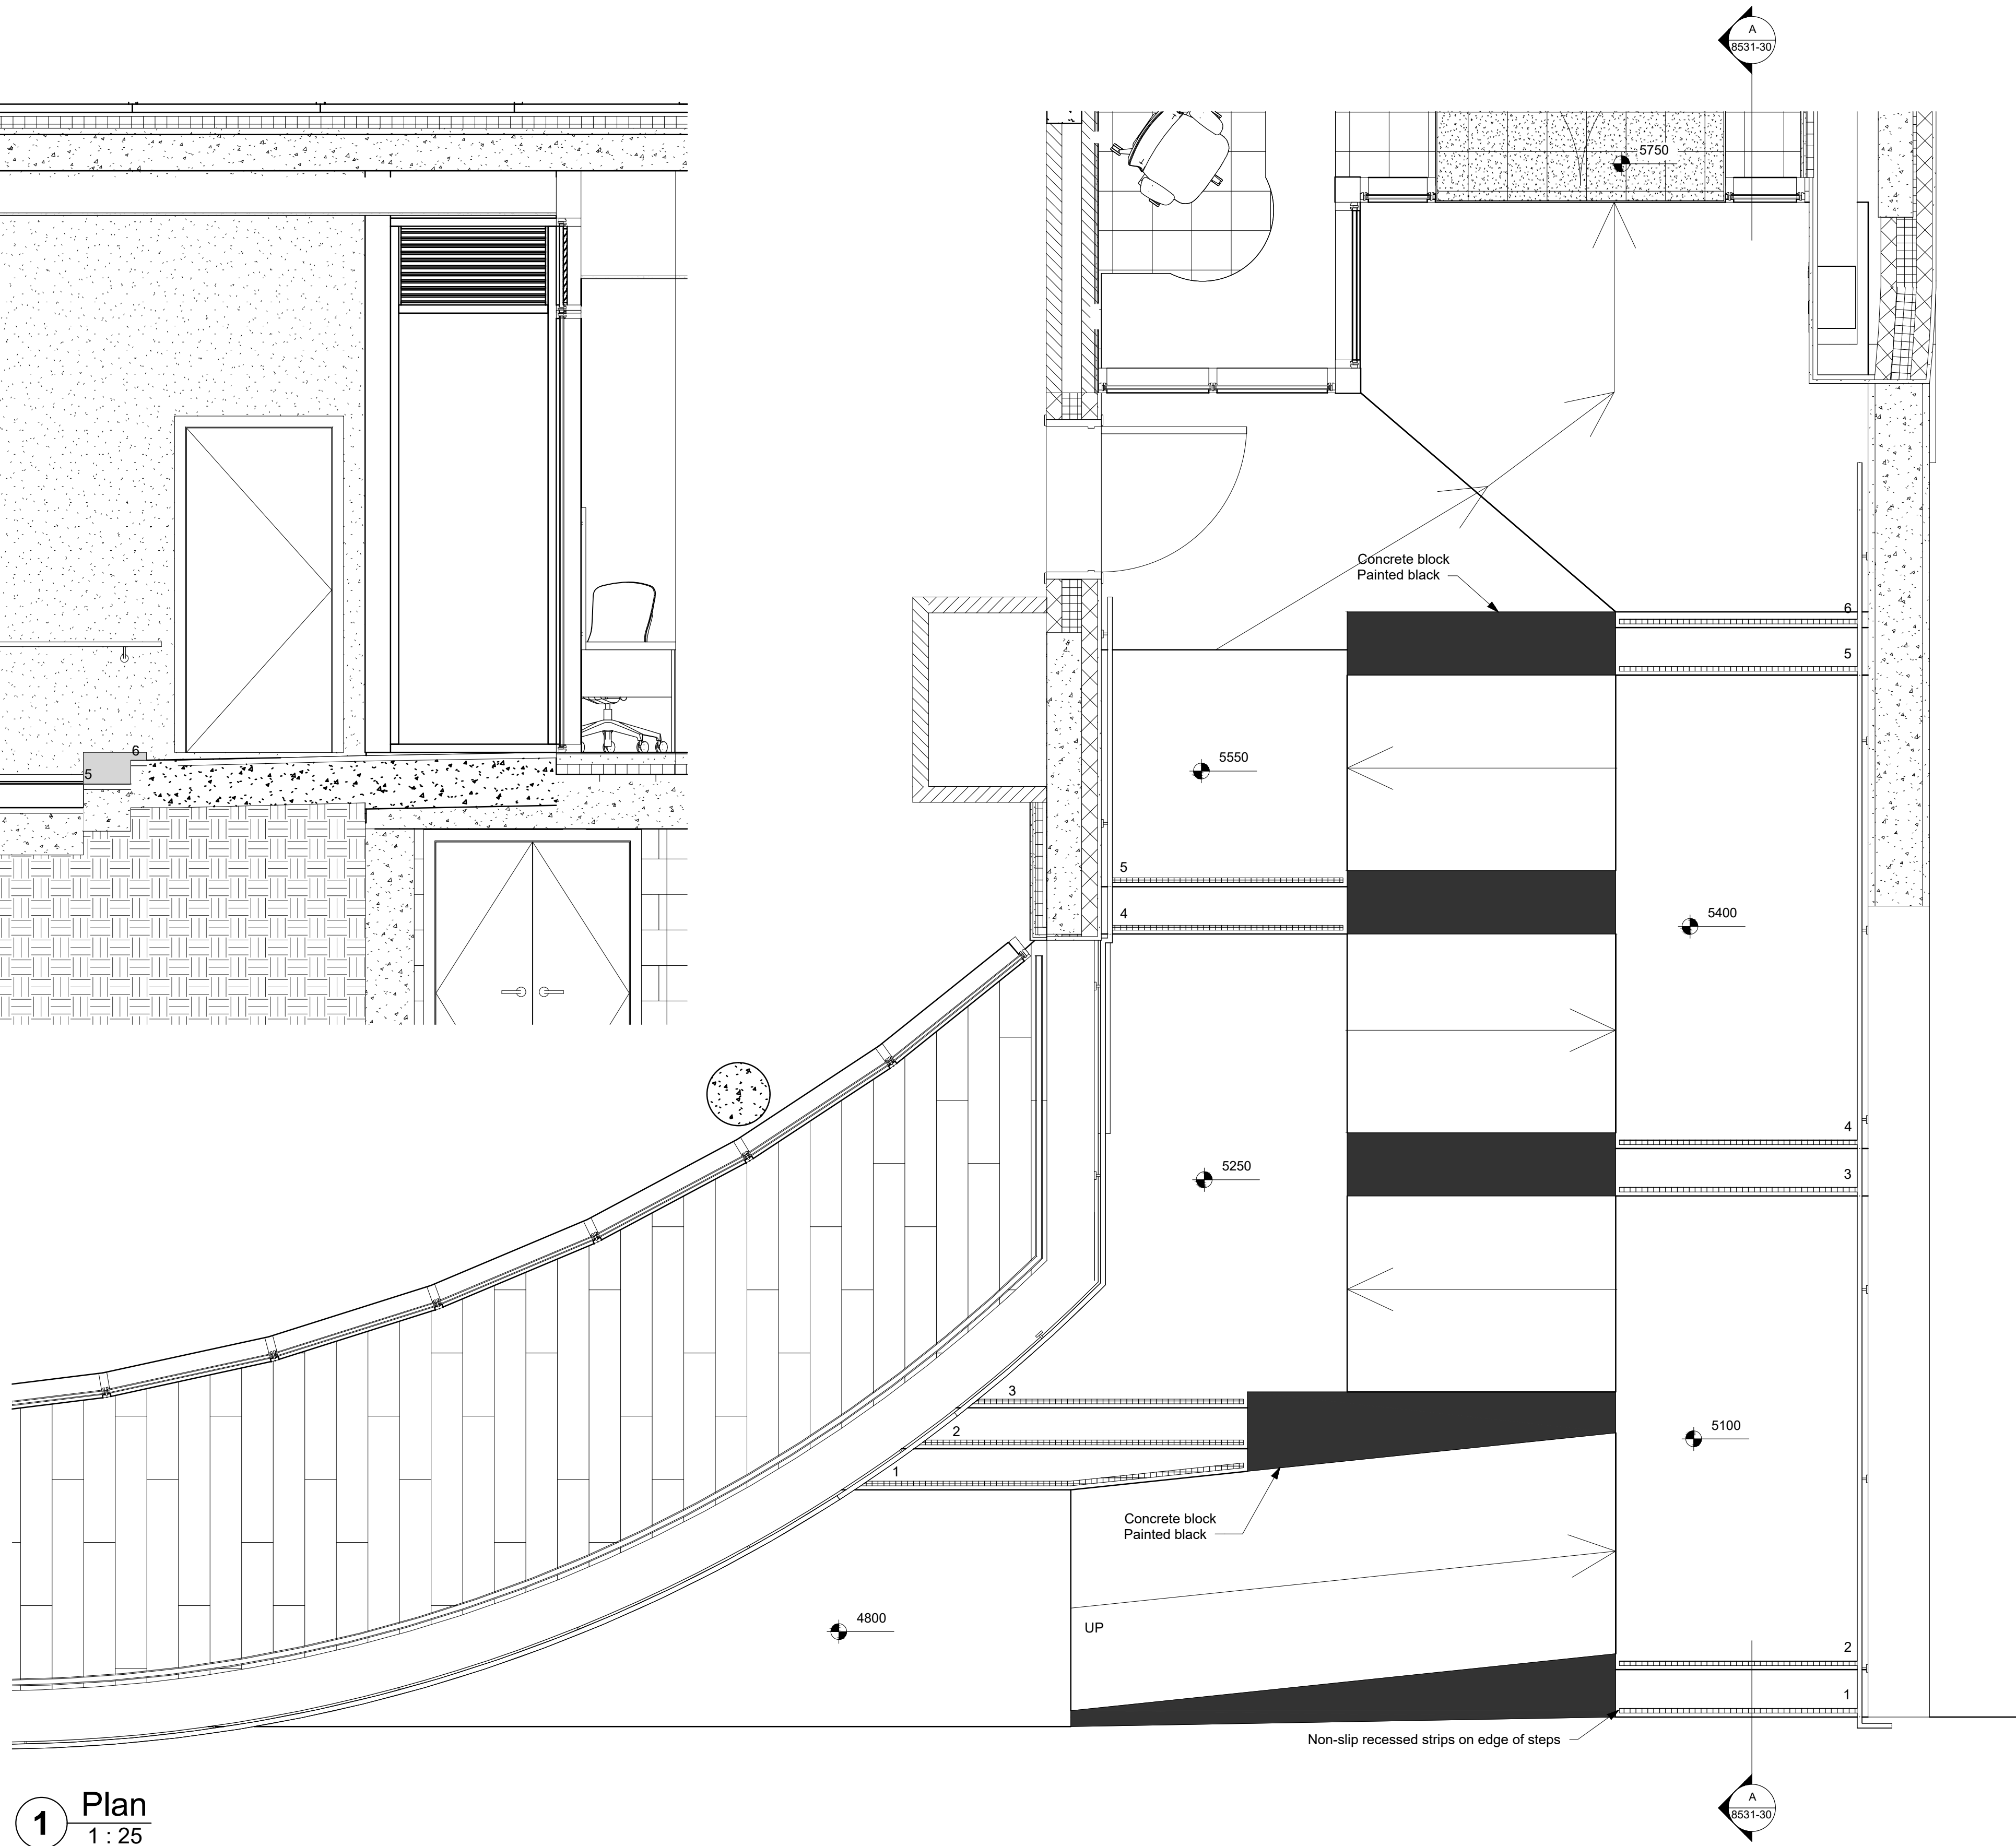 A
8531-30
5750
Concrete block
Painted black
6
5
6
5
5550
5
4
5400
5250
4
3
3
2
1
5100
Concrete block
Painted black
4800
UP
2
1
Non-slip recessed strips on edge of steps
A
8531-30
1
Plan
1 : 25